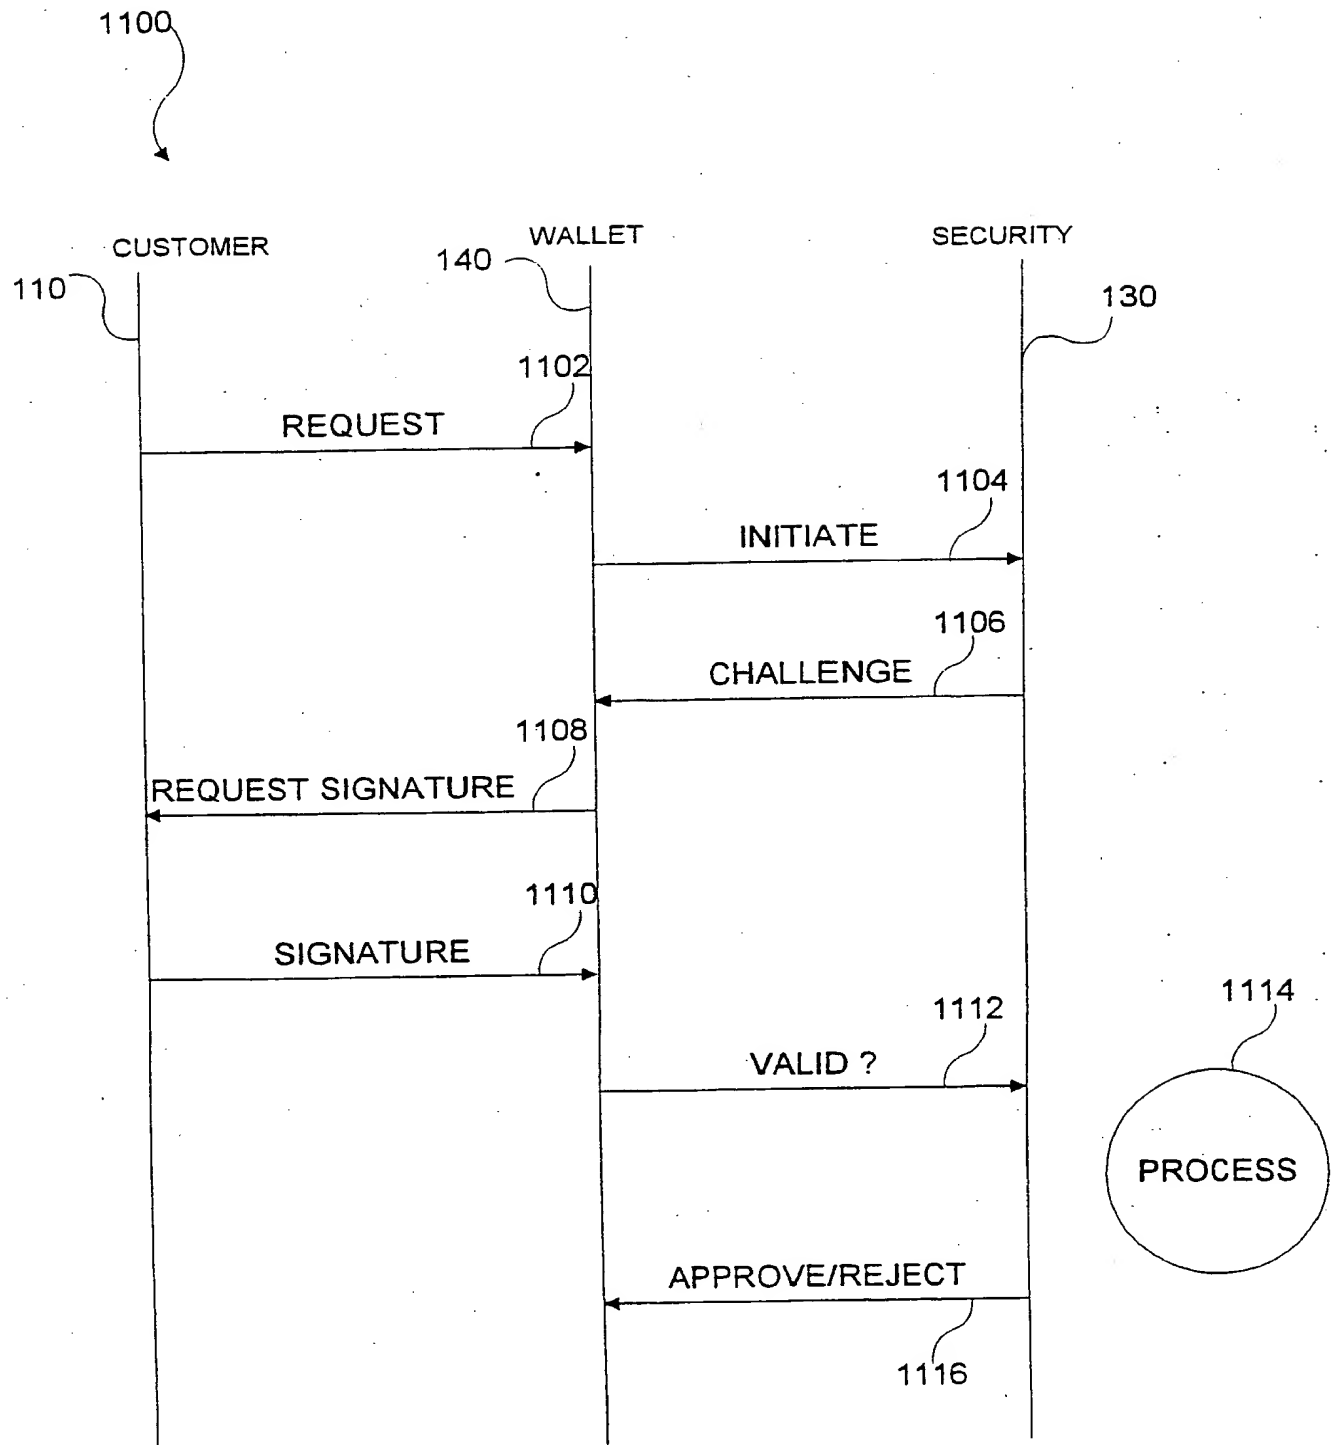 1100
CUSTOMER
WALLET
SECURITY
110
140
130
1102
REQUEST
1104
INITIATE
1106
CHALLENGE
1108
REQUEST SIGNATURE
1110
SIGNATURE
1112
VALID ?
1114
PROCESS
APPROVE/REJECT
1116